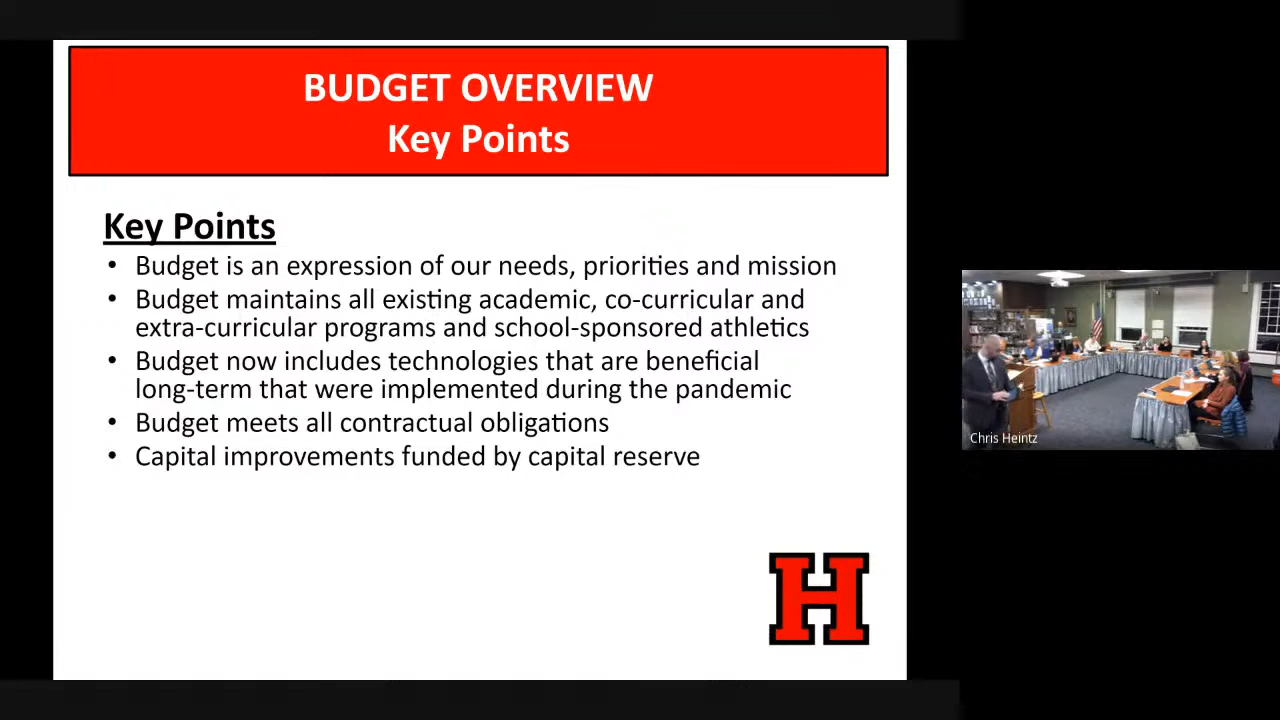 BUDGET OVERVIEW
Key Points
Key Points
• Budget is an expression of our needs, priorities and mission
• Budget maintains all existing academic, co-curricular and
extra-curricular programs and school-sponsored athletics
• Budget now includes technologies that are beneficial
long-term that were implemented during the pandemic
• Budget meets all contractual obligations
• Capital improvements funded by capital reserve
H
Chris Heintz